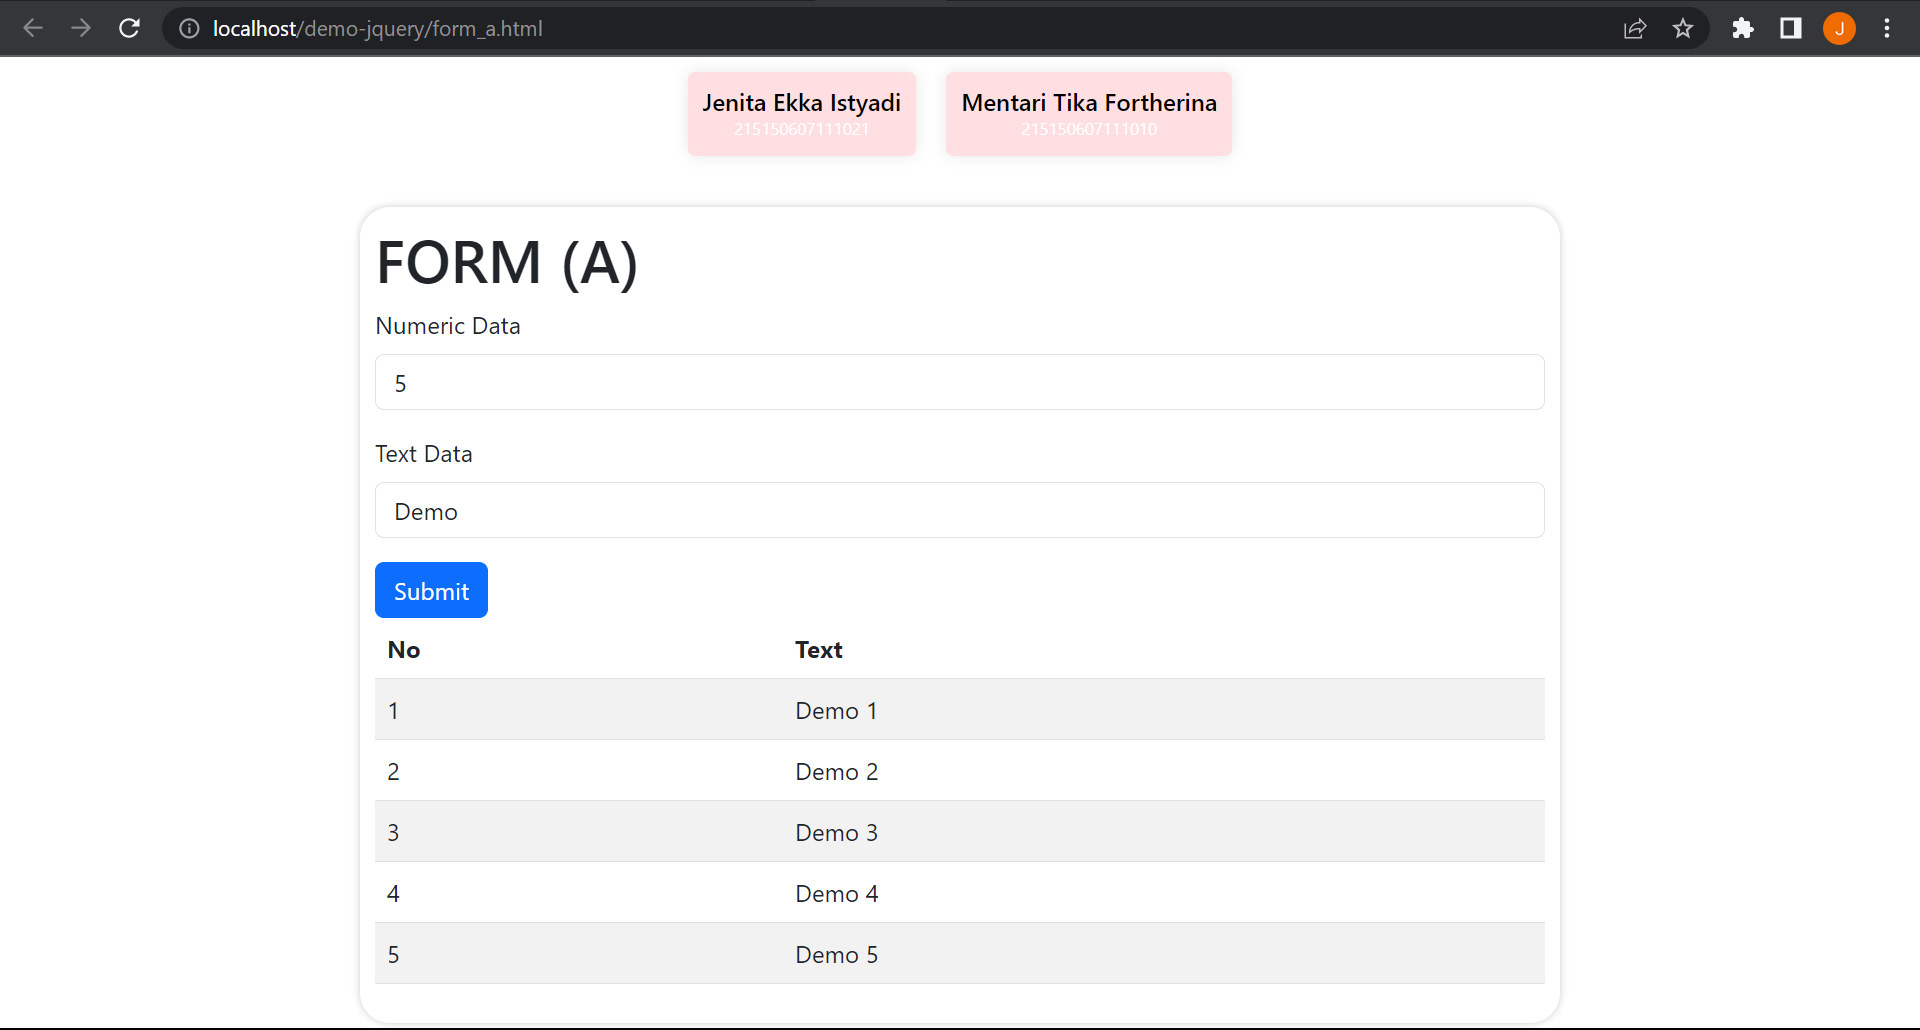 localhost/demo-jquery/form_a.html
J
Jenita Ekka Istyadi
215150607111021
Mentari Tika Fortherina
215150607111010
FORM (A)
Numeric Data
5
Text Data
Demo
Submit
No Text
1 Demo 1
2 Demo 2
3 Demo 3
4 Demo 4
5 Demo 5